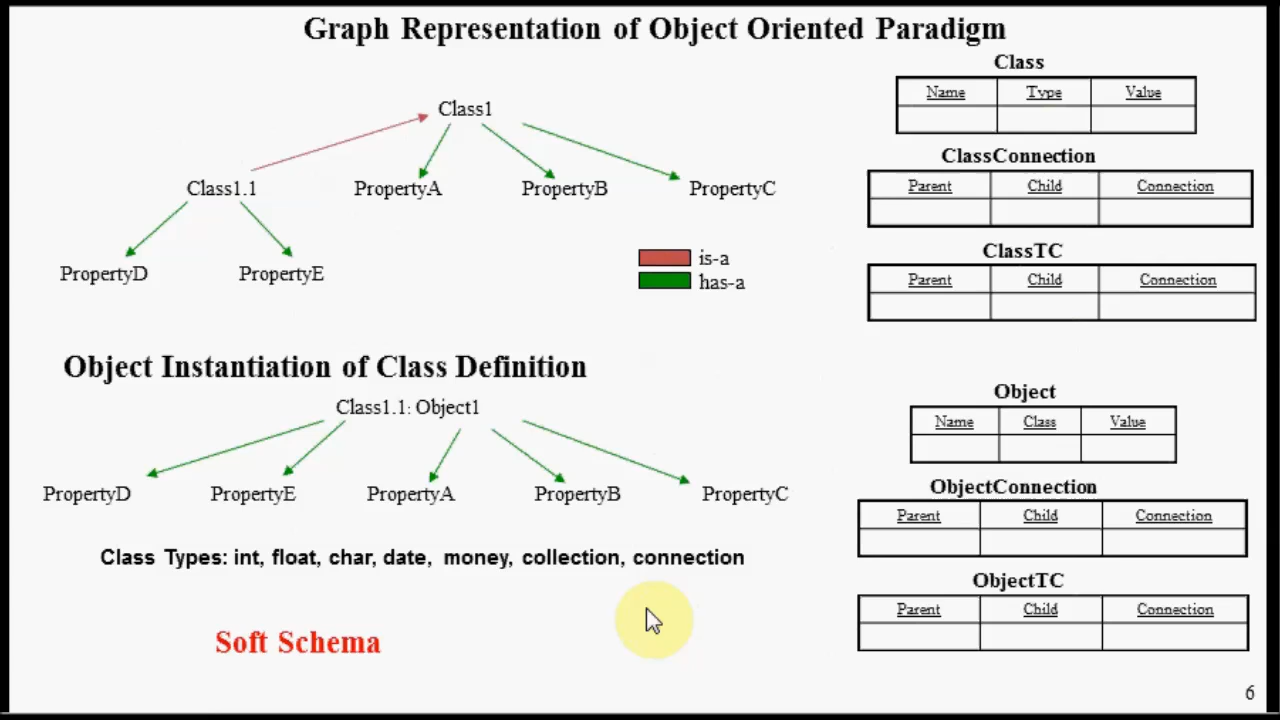 Graph Representation of Object Oriented Paradigm
Class
Name Type Value
Class1
ClassConnection
Parent Child Connection
Class1.1 PropertyA PropertyB PropertyC
ClassTC
Parent Child Connection
PropertyD PropertyE
is-a
has-a
Object Instantiation of Class Definition
Object
Name Class Value
Class1.1: Object1
ObjectConnection
Parent Child Connection
PropertyD PropertyE PropertyA PropertyB PropertyC
Class Types: int, float, char, date, money, collection, connection
ObjectTC
Parent Child Connection
Soft Schema
6